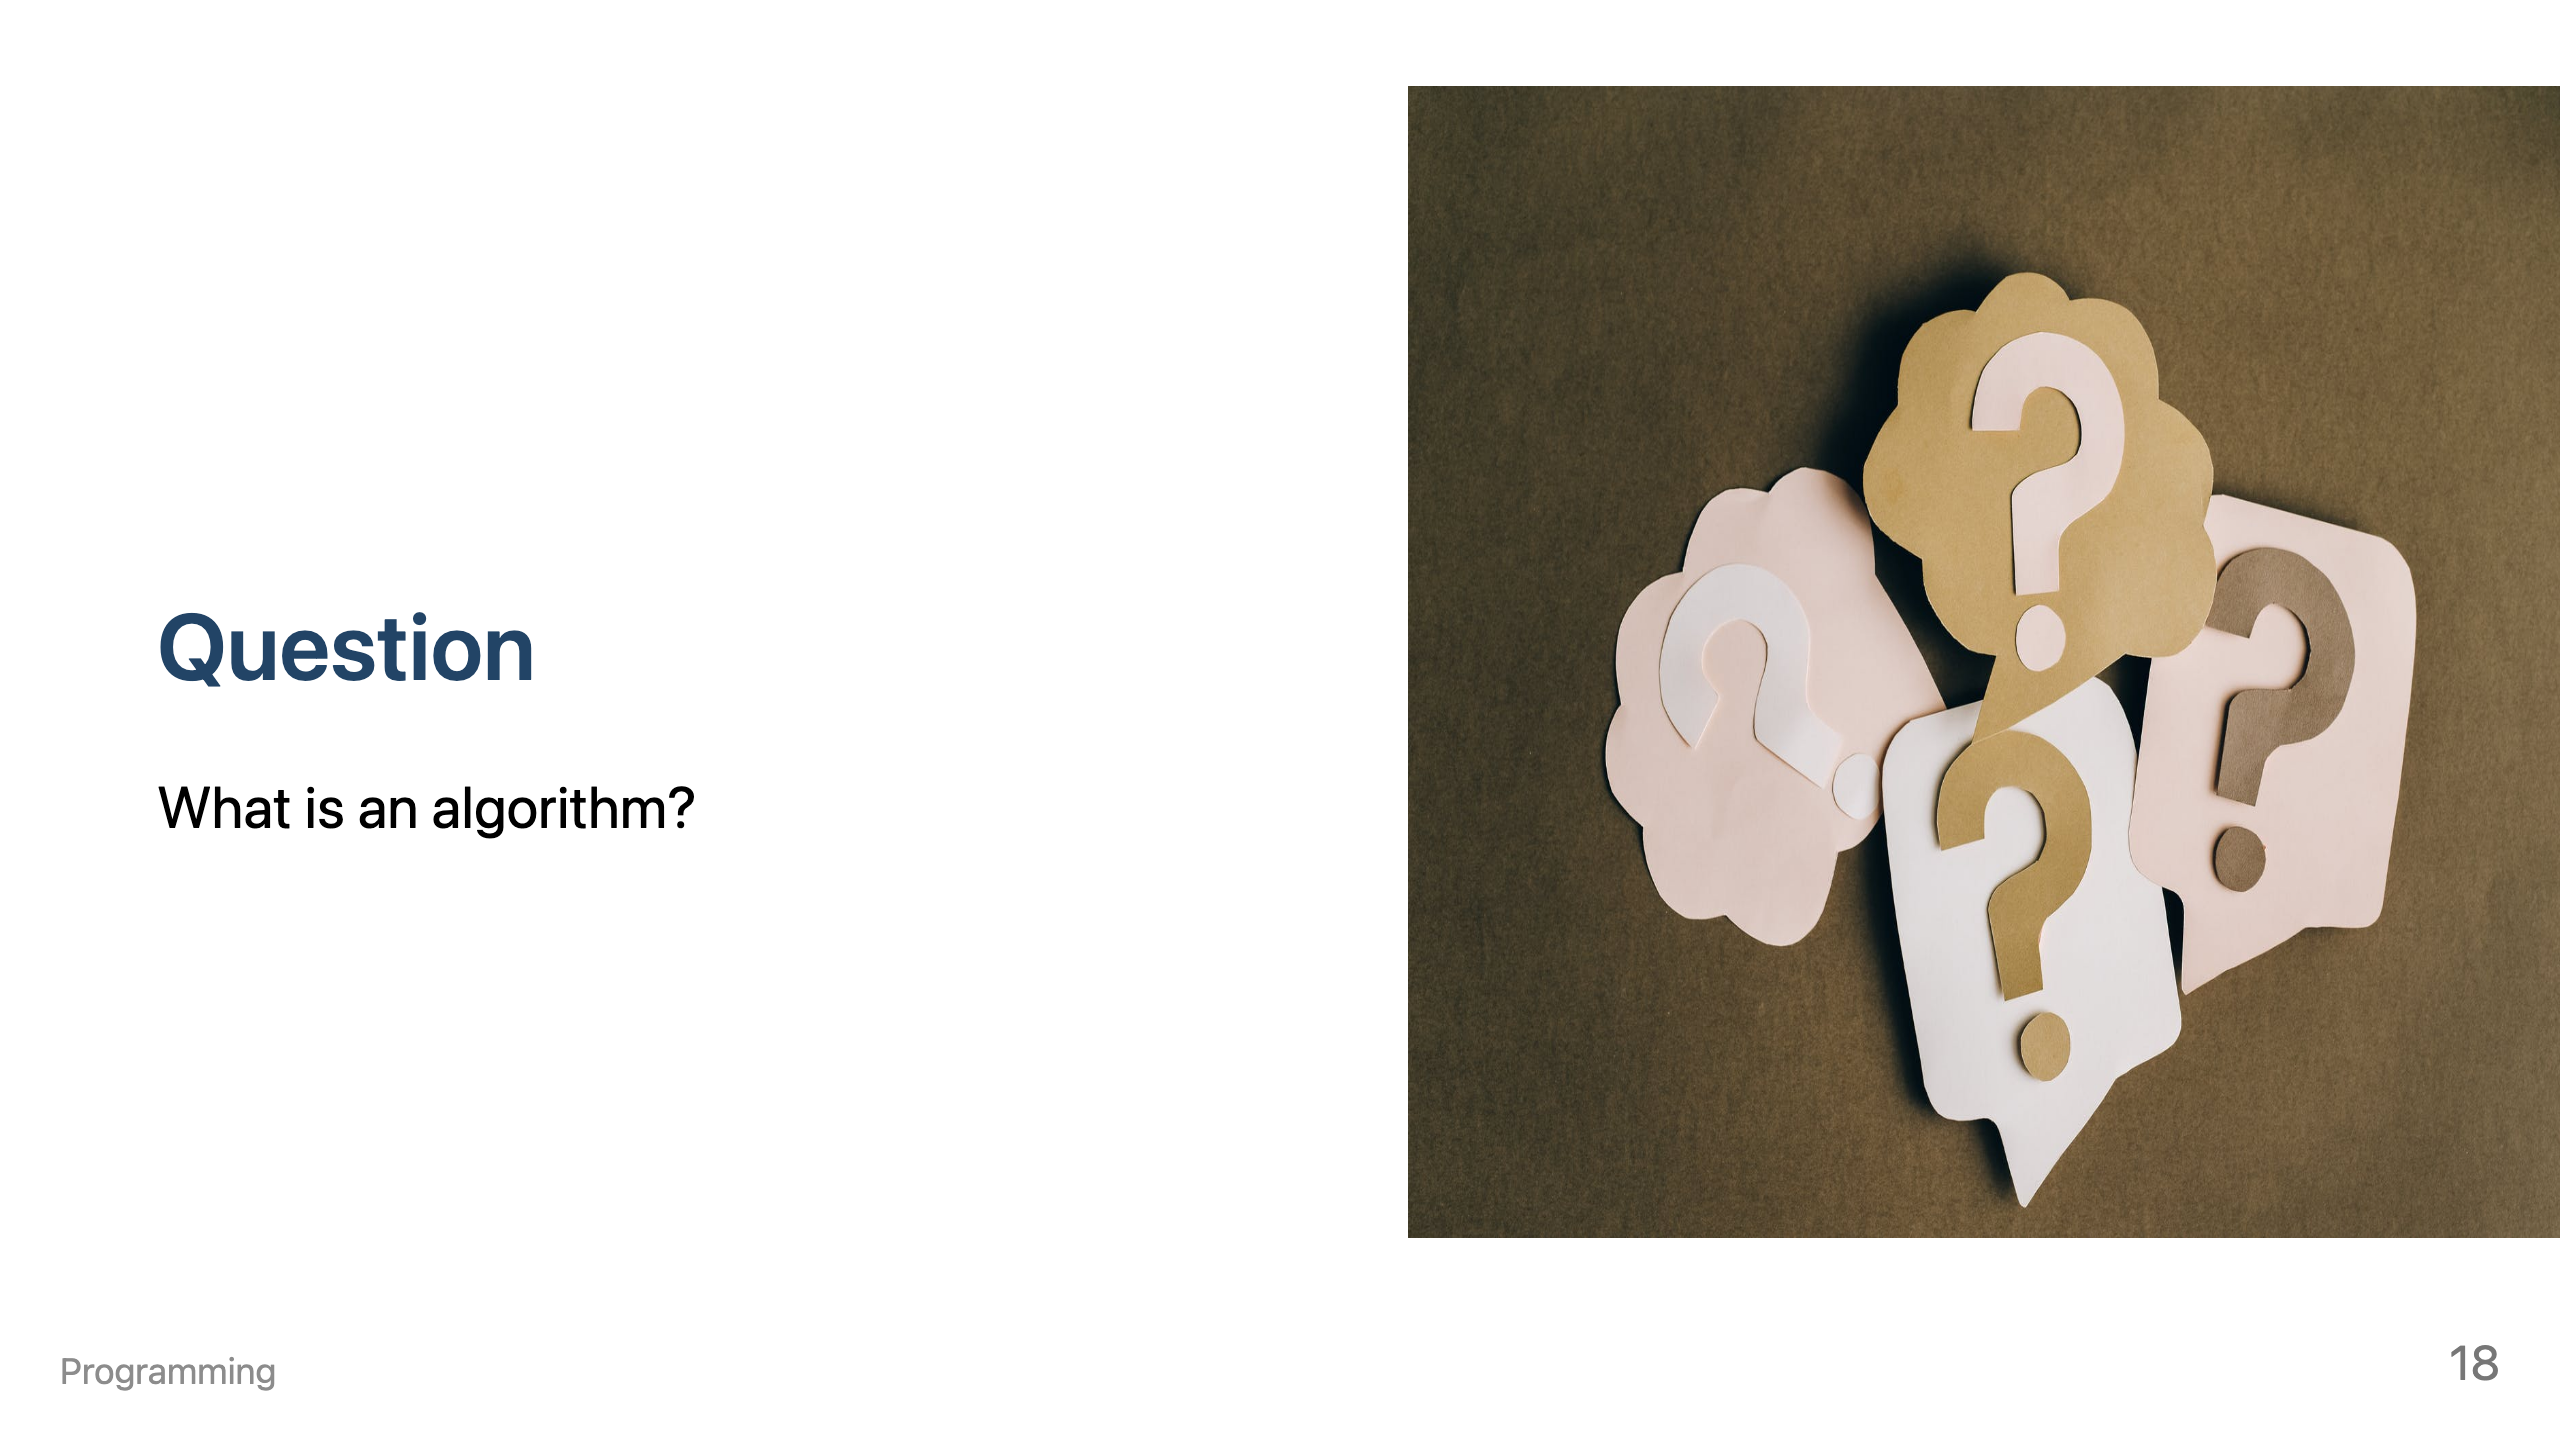 Question
What is an algorithm?
?
?
?
?
Programming
18